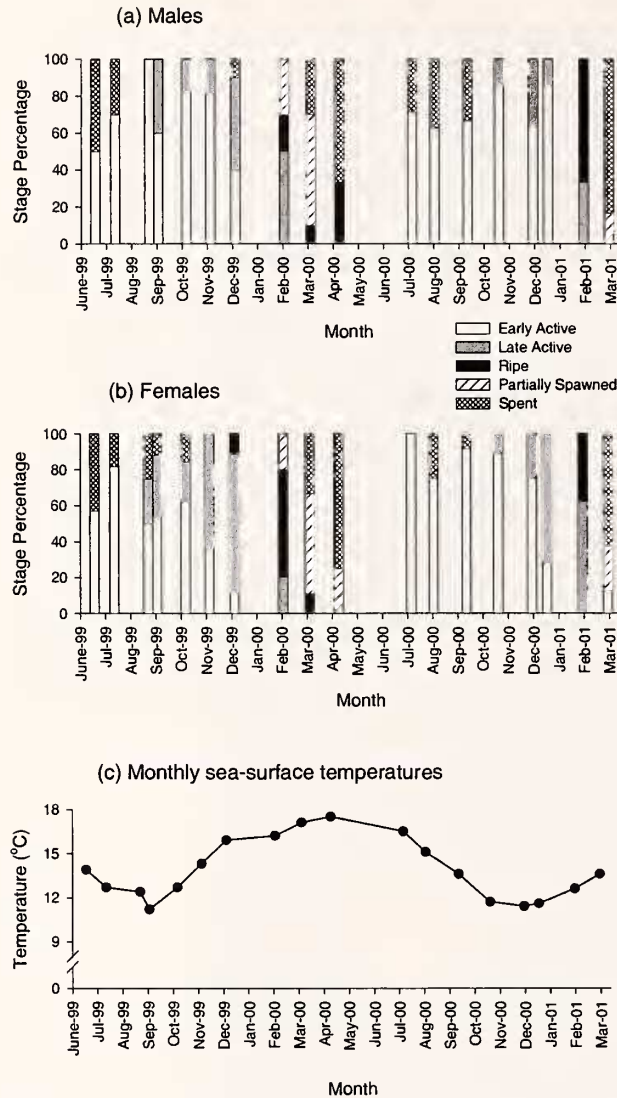 (a) Males
100
80
60
40
20
0
Stage Percentage
June-99
July-99
Aug-99
Sep-99
Oct-99
Nov-99
Dec-99
Jan-00
Feb-00
Mar-00
Apr-00
May-00
Jun-00
Jul-00
Aug-00
Sep-00
Oct-00
Nov-00
Dec-00
Jan-01
Feb-01
Mar-01
Month
Early Active
Late Active
Ripe
Partially Spawned
Spent
(b) Females
100
80
60
40
20
0
Stage Percentage
June-99
July-99
Aug-99
Sep-99
Oct-99
Nov-99
Dec-99
Jan-00
Feb-00
Mar-00
Apr-00
May-00
Jun-00
Jul-00
Aug-00
Sep-00
Oct-00
Nov-00
Dec-00
Jan-01
Feb-01
Mar-01
Month
(c) Monthly sea-surface temperatures
18
15
12
9
0
Temperature (°C)
June-99
Jul-99
Aug-99
Sep-99
Oct-99
Nov-99
Dec-99
Jan-00
Feb-00
Mar-00
Apr-00
May-00
Jun-00
Jul-00
Aug-00
Sep-00
Oct-00
Nov-00
Dec-00
Jan-01
Feb-01
Mar-01
Month